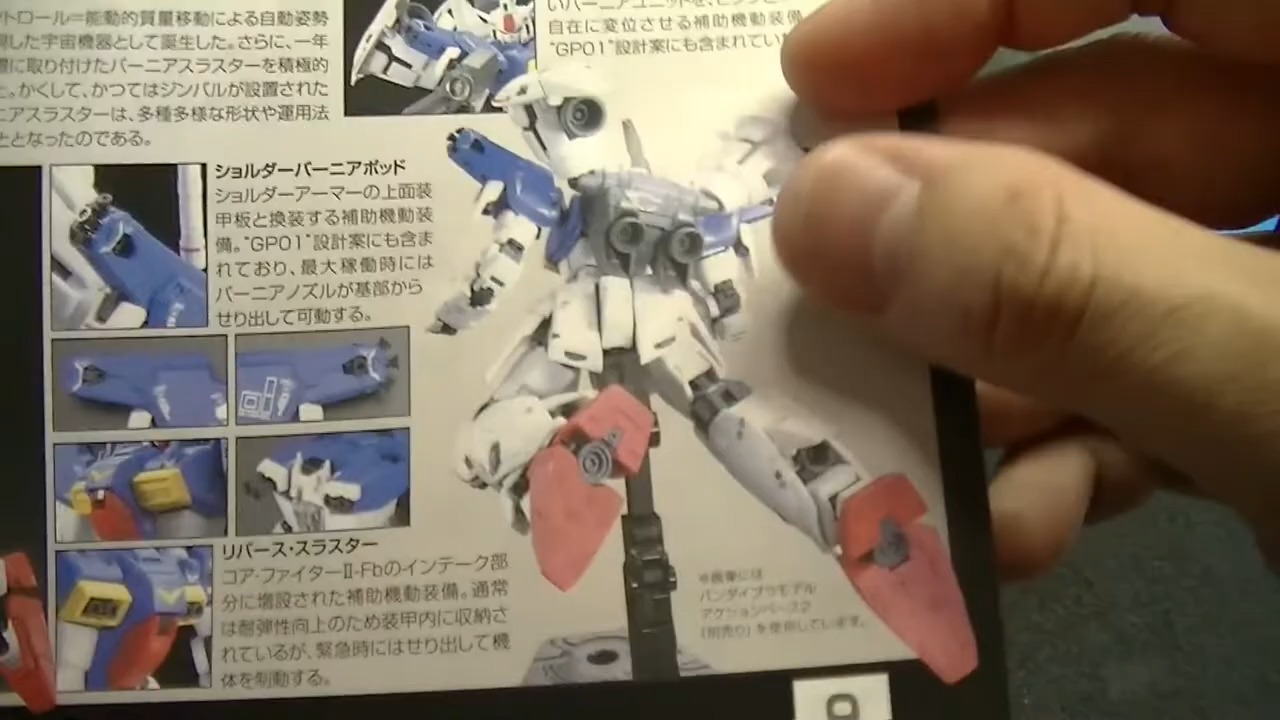 トロール=能動的質量移動による自動姿勢
した宇宙機器として誕生した。さらに、一年
に取り付けたバーニアスラスターを積極的
。かくして、かつてはジンバルが設置された
ニアスラスターは、多種多様な形状や運用法
ととなったのである。
自在に変位させる補助機動装備
"GP01"設計案にも含まれてい
ショルダーバーニアポッド
ショルダーアーマーの上面装
甲板と換装する補助機動装
備。"GP01"設計案にも含ま
れており、最大稼働時には
バーニアノズルが基部から
せり出して可動する。
リバース・スラスター
コア・ファイターⅡ-Fbのインテーク部
分に増設された補助機動装備。通常
は耐弾性向上のため装甲内に収納さ
れているが、緊急時にはせり出して機
体を制動する。
※画像には
バンダイプラモデル
アクションベース2
(別売り)を使用しています。
9